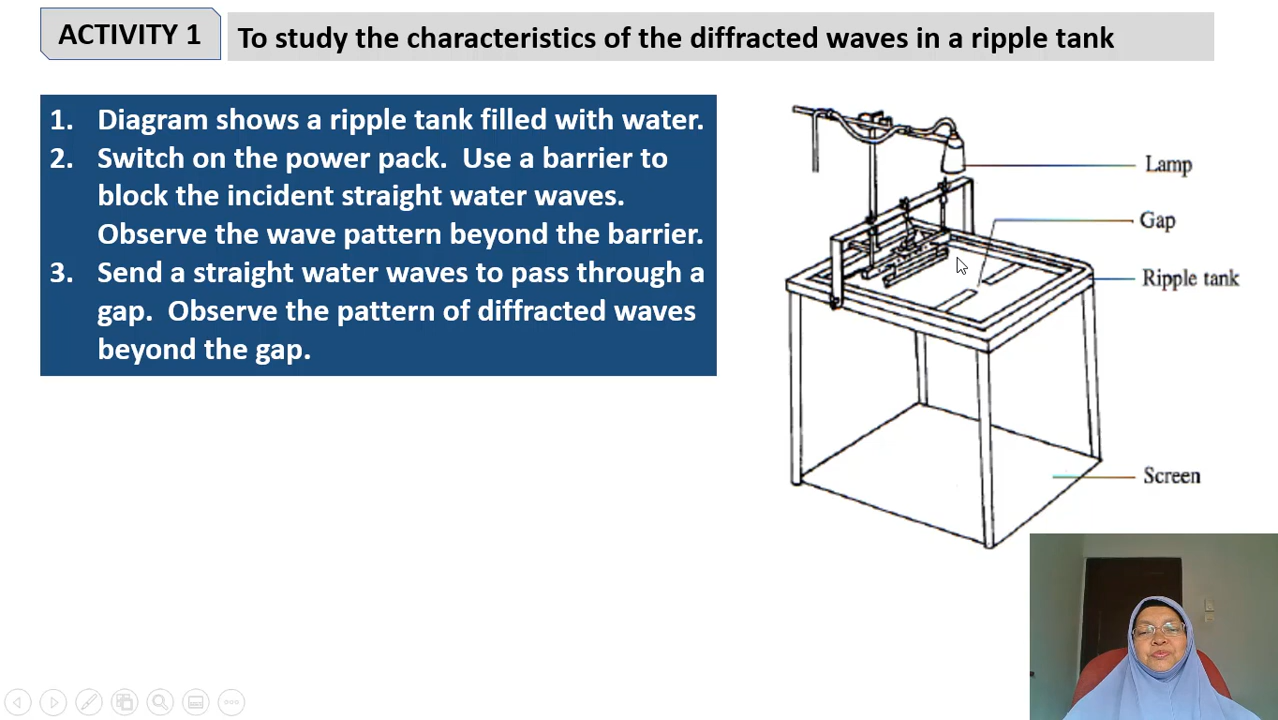 ACTIVITY 1
To study the characteristics of the diffracted waves in a ripple tank
1. Diagram shows a ripple tank filled with water.
2. Switch on the power pack. Use a barrier to
block the incident straight water waves.
Observe the wave pattern beyond the barrier.
3. Send a straight water waves to pass through a
gap. Observe the pattern of diffracted waves
beyond the gap.
Lamp
Gap
Ripple tank
Screen